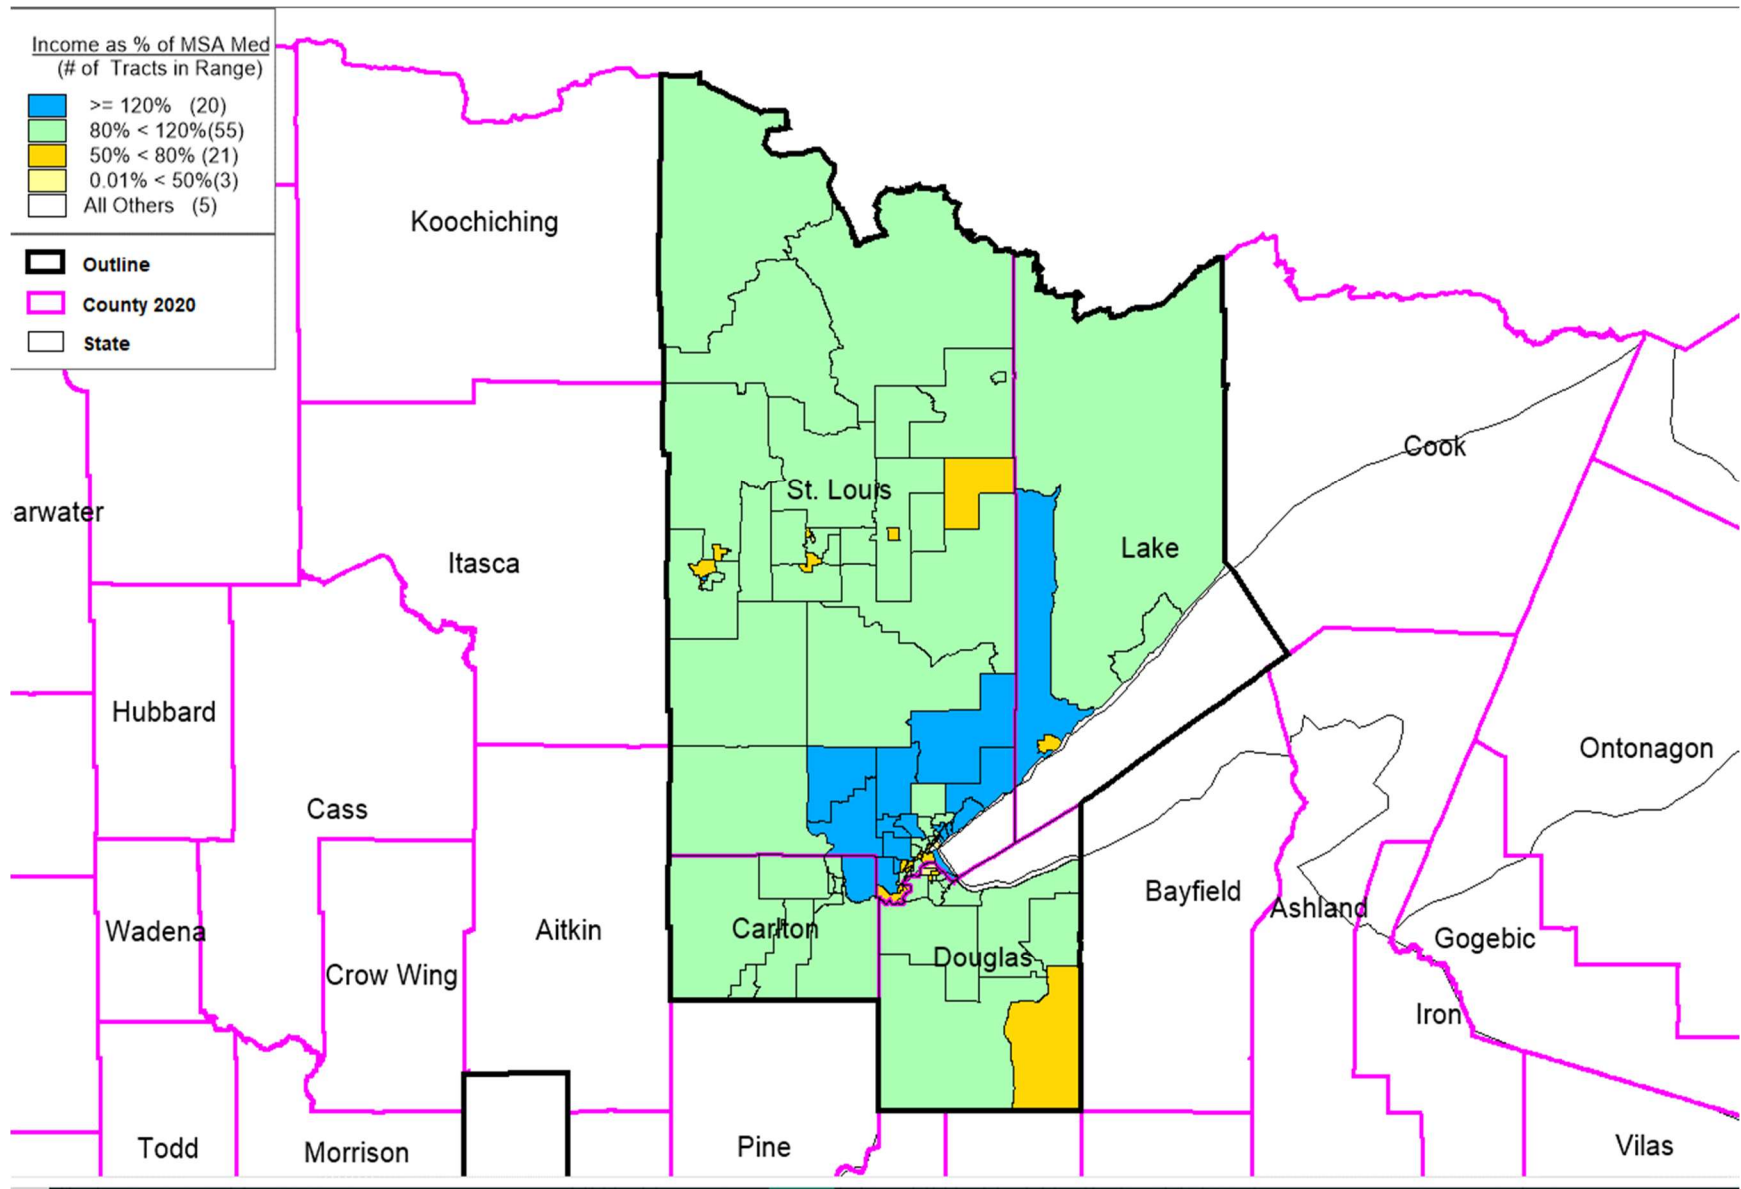 Income as % of MSA Med
(# of Tracts in Range)
>= 120% (20)
80% < 120%(55)
50% < 80% (21)
0.01% < 50%(3)
All Others (5)
Outline
County 2020
State
Koochiching
Cook
St. Louis
arwater
Lake
Itasca
Hubbard
Ontonagon
Cass
Bayfield
Ashland
Wadena
Aitkin
Carlton
Gogebic
Douglas
Crow Wing
Iron
Todd
Morrison
Pine
Vilas